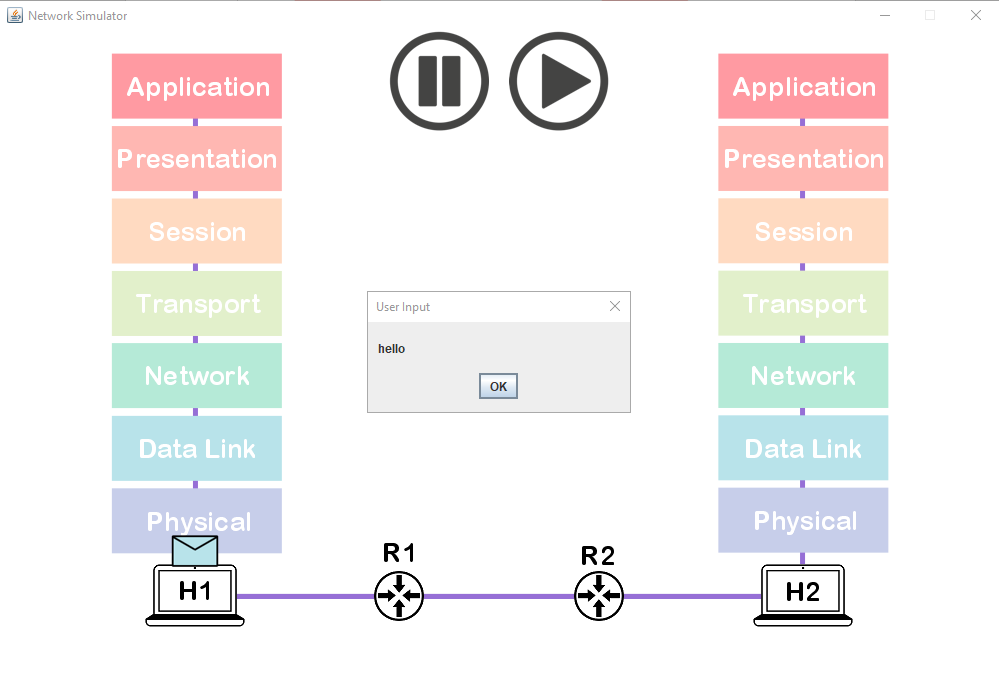 Network Simulator
Application
Presentation
Session
Transport
Network
Data Link
Physical
H1
User Input
hello
OK
R1
R2
Application
Presentation
Session
Transport
Network
Data Link
Physical
H2